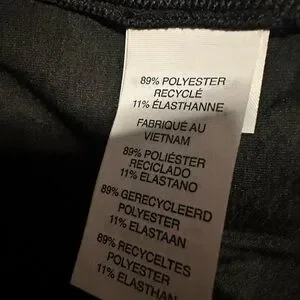 89% POLYESTER
RECYCLÉ
11% ÉLASTHANNE
FABRIQUÉ AU
VIETNAM
89% POLIÉSTER
RECICLADO
11% ELASTANO
89% GERECYCLEERD
POLYESTER
11% ELASTAAN
89% RECYCELTES
POLYESTER
11% ELASTHAN